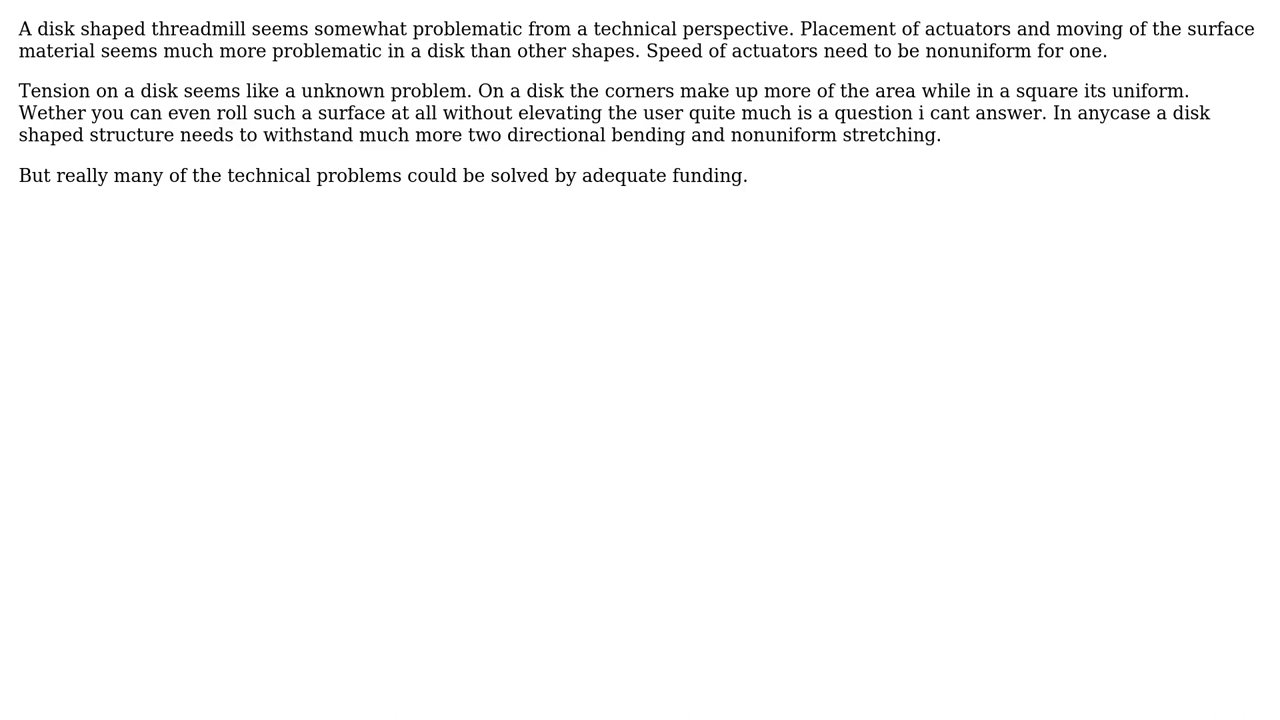 A disk shaped threadmill seems somewhat problematic from a technical perspective. Placement of actuators and moving of the surface
material seems much more problematic in a disk than other shapes. Speed of actuators need to be nonuniform for one.
Tension on a disk seems like a unknown problem. On a disk the corners make up more of the area while in a square its uniform.
Wether you can even roll such a surface at all without elevating the user quite much is a question i cant answer. In anycase a disk
shaped structure needs to withstand much more two directional bending and nonuniform stretching.
But really many of the technical problems could be solved by adequate funding.